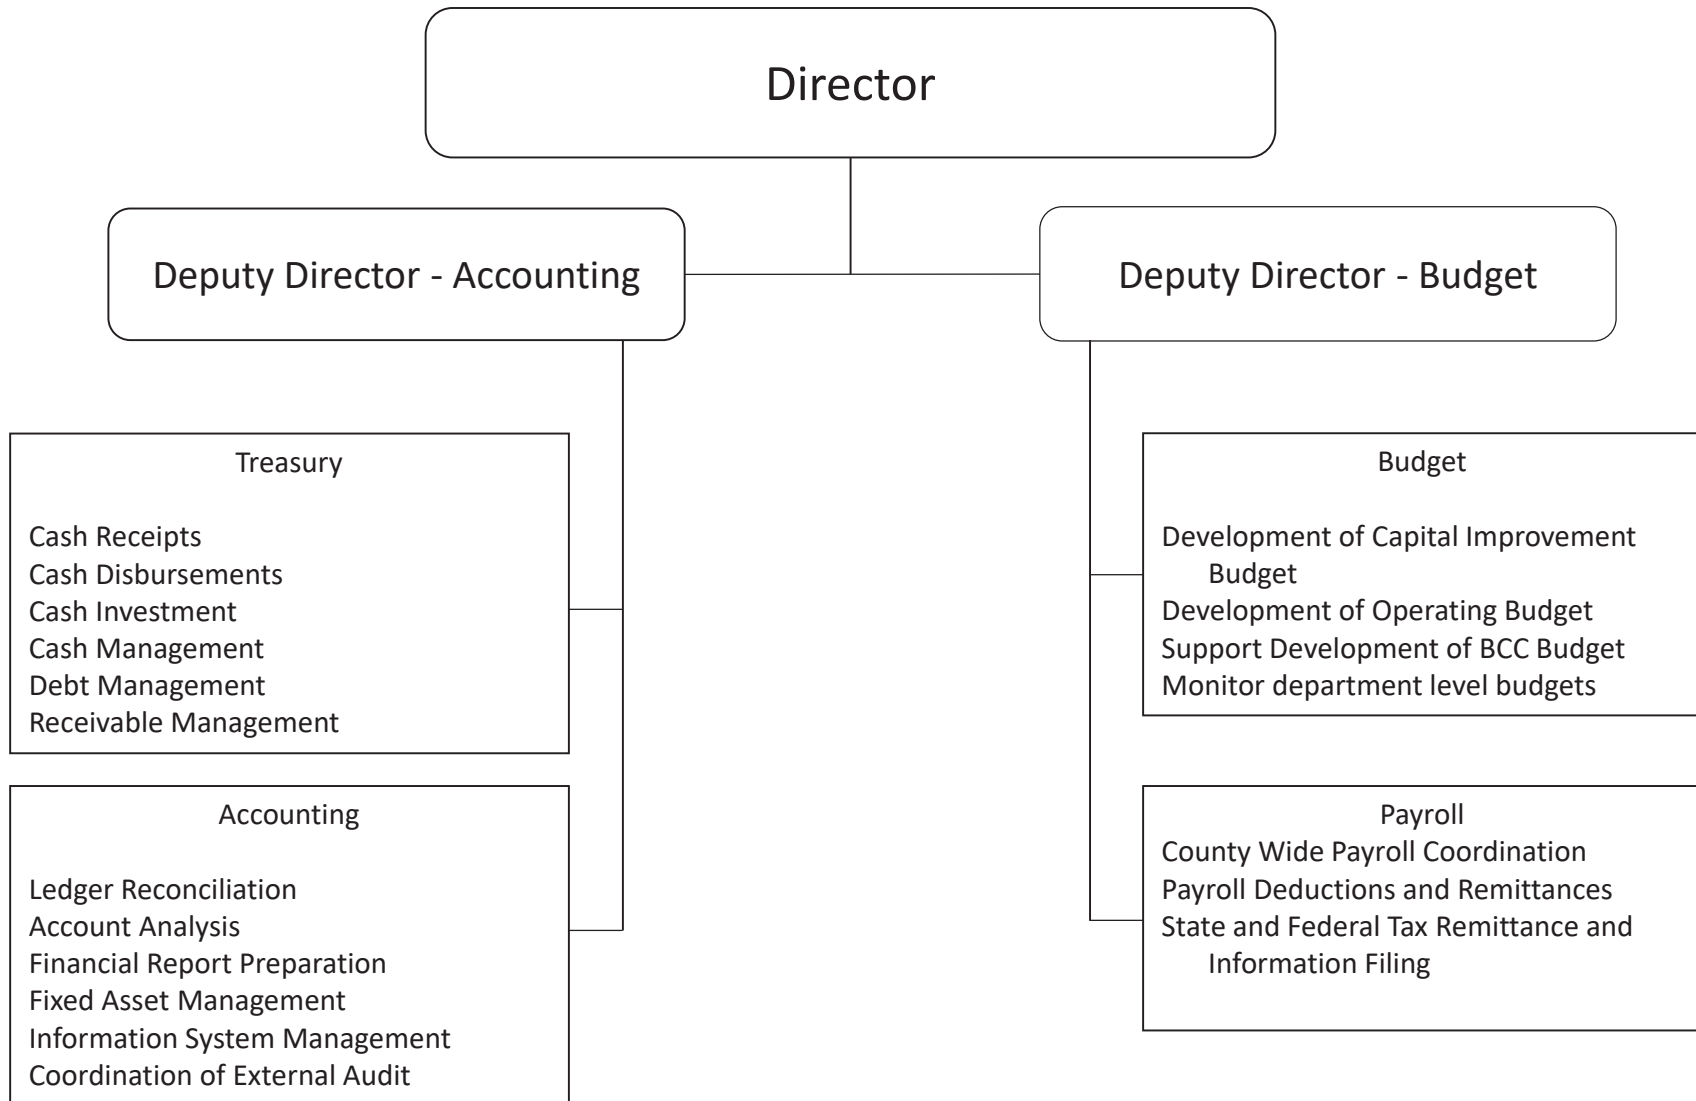 Director
Deputy Director - Accounting
Deputy Director - Budget
Treasury
Cash Receipts
Cash Disbursements
Cash Investment
Cash Management
Debt Management
Receivable Management
Budget
Development of Capital Improvement
Budget
Development of Operating Budget
Support Development of BCC Budget
Monitor department level budgets
Accounting
Ledger Reconciliation
Account Analysis
Financial Report Preparation
Fixed Asset Management
Information System Management
Coordination of External Audit
Payroll
County Wide Payroll Coordination
Payroll Deductions and Remittances
State and Federal Tax Remittance and
Information Filing